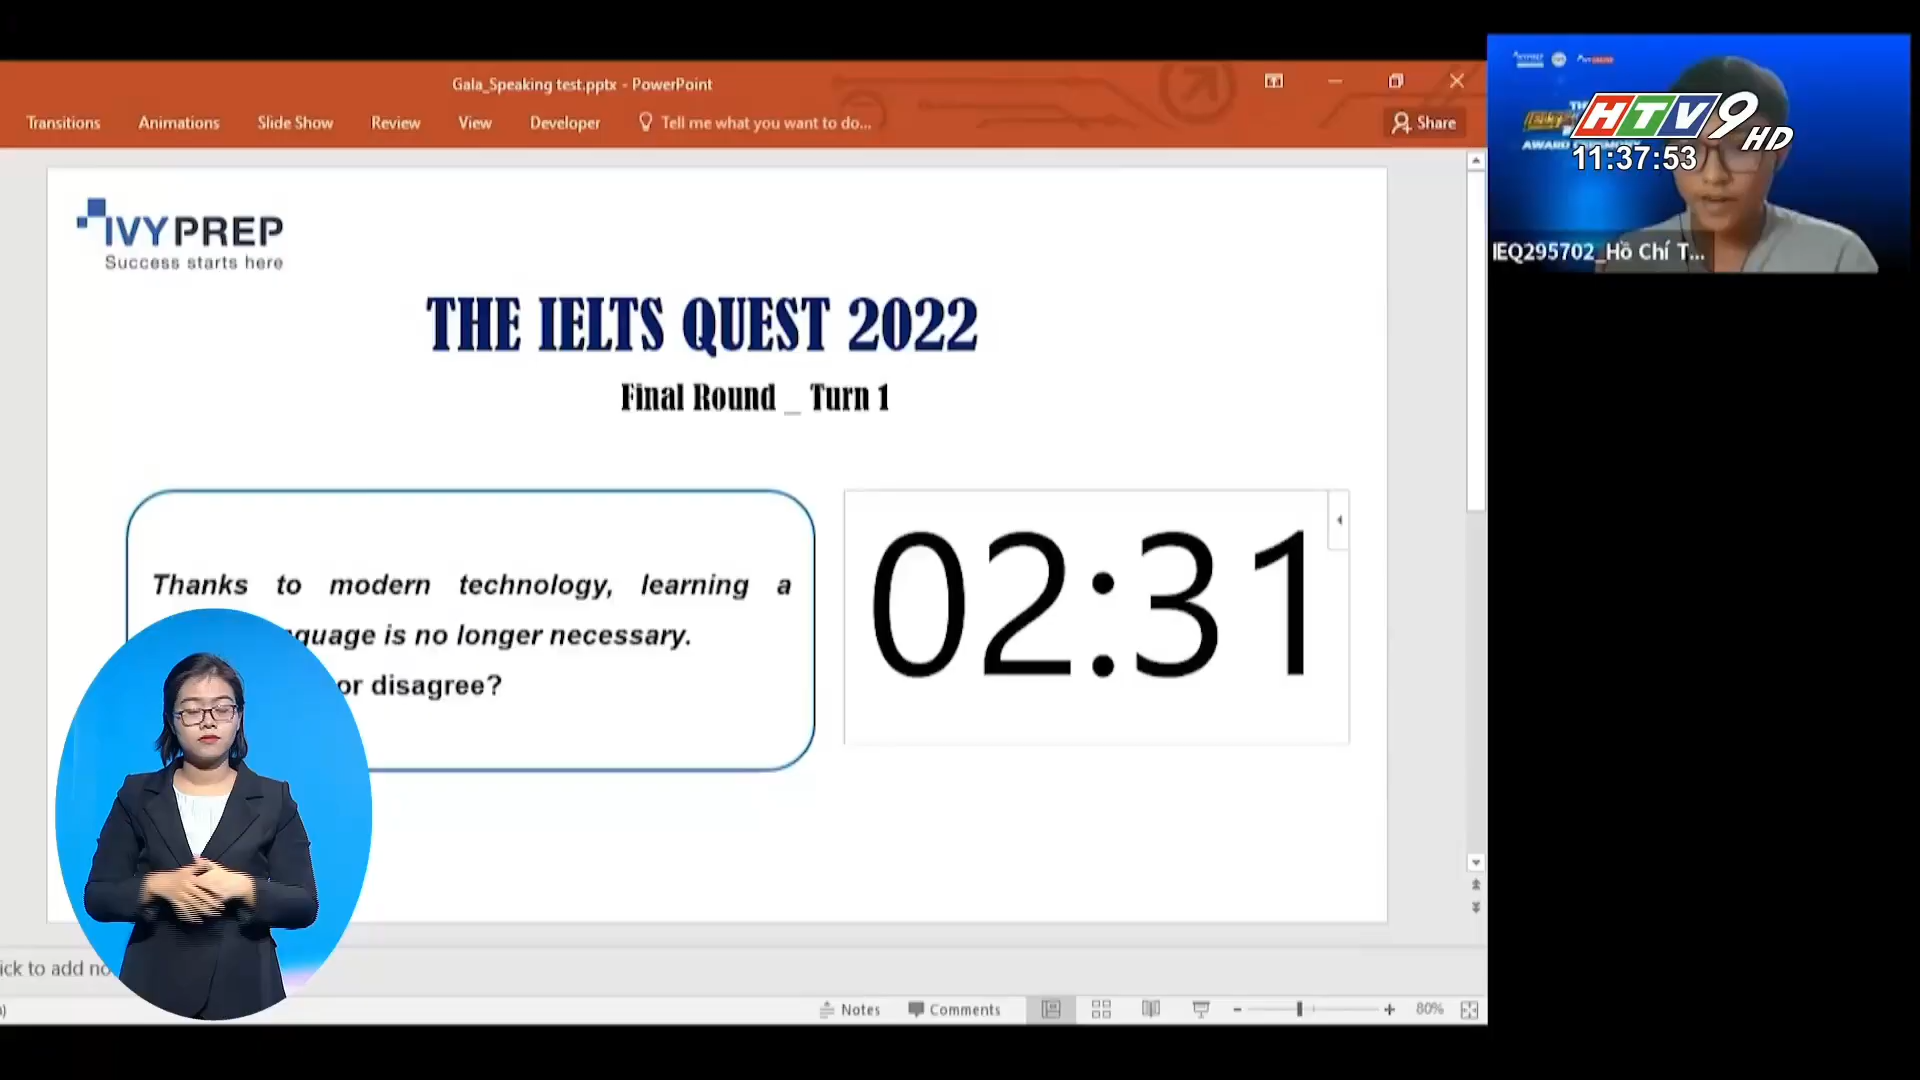 Gala_Speaking test.pptx - PowerPoint
Transitions Animations Slide Show Review View Developer Tell me what you want to do... Share
HTV9 HD
11:37:53
AWARD
IEQ295702_Hồ Chí T...
IVYPREP
Success starts here
THE IELTS QUEST 2022
Final Round _ Turn 1
Thanks to modern technology, learning a
nguage is no longer necessary.
or disagree?
02:31
ick to add no
Notes Comments 80%